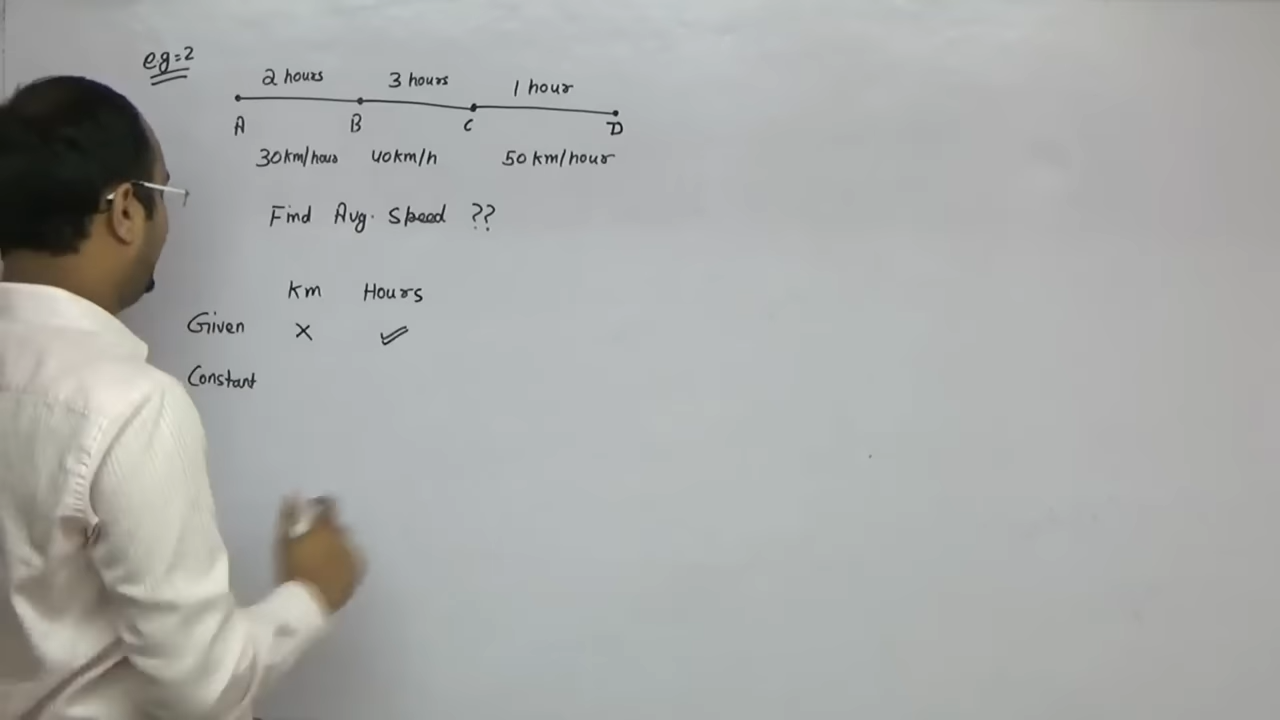 eg=2
2 hours 3 hours 1 hour
A B C D
30km/hour 40km/h 50 km/hour
Find Avg. Speed ??
Km Hours
Given × ✓
Constant